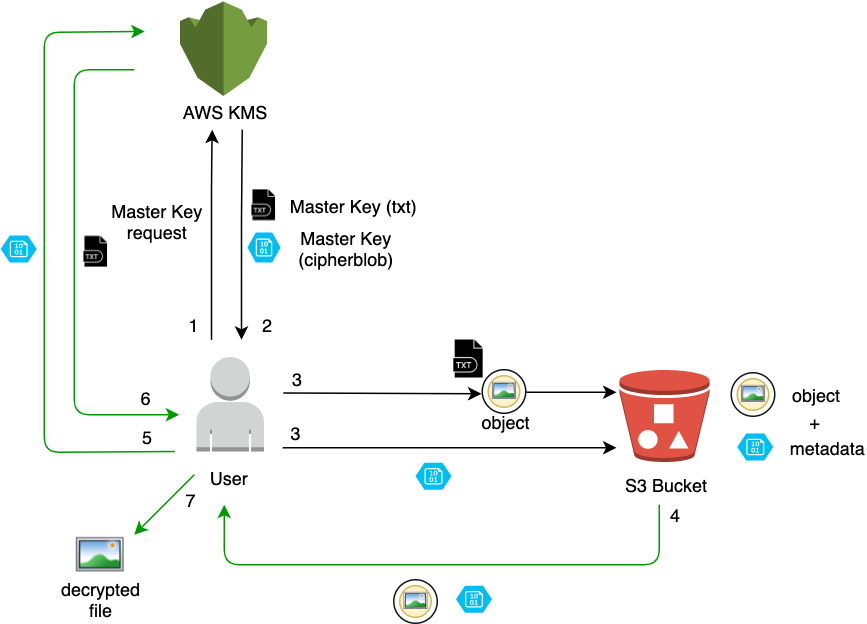 AWS KMS
Master Key
request
TXT
Master Key (txt)
10
01
Master Key
(cipherblob)
10
01
TXT
1
2
TXT
3
object
6
5
3
10
01
User
7
S3 Bucket
4
object
+
metadata
10
01
decrypted
file
10
01